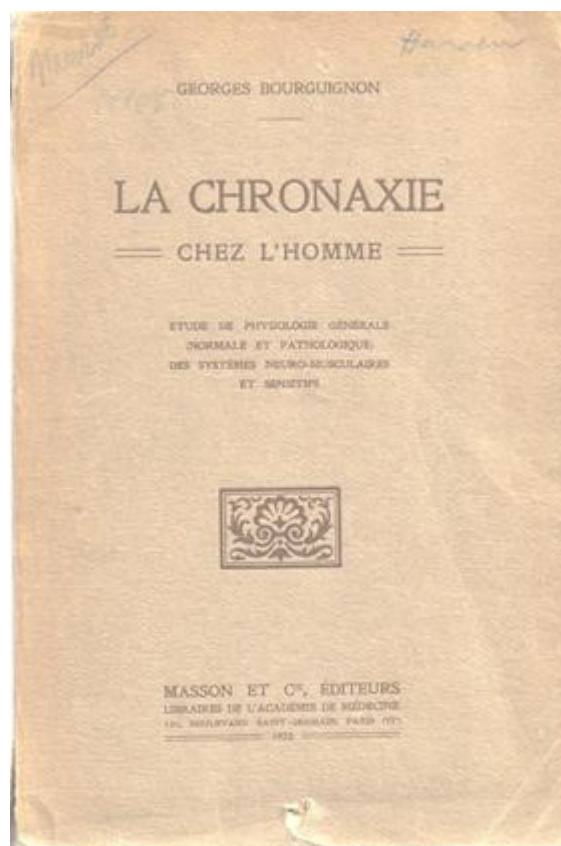 GEORGES BOURGUIGNON
LA CHRONAXIE
CHEZ L'HOMME
ETUDE DE PHYSIOLOGIE GÉNÉRALE
(NORMALE ET PATHOLOGIQUE)
DES SYSTÈMES NEURO-MUSCULAIRES
ET SENSITIFS
MASSON ET Cie, ÉDITEURS
LIBRAIRES DE L'ACADÉMIE DE MÉDECINE
120, BOULEVARD SAINT-GERMAIN, PARIS (VIe)